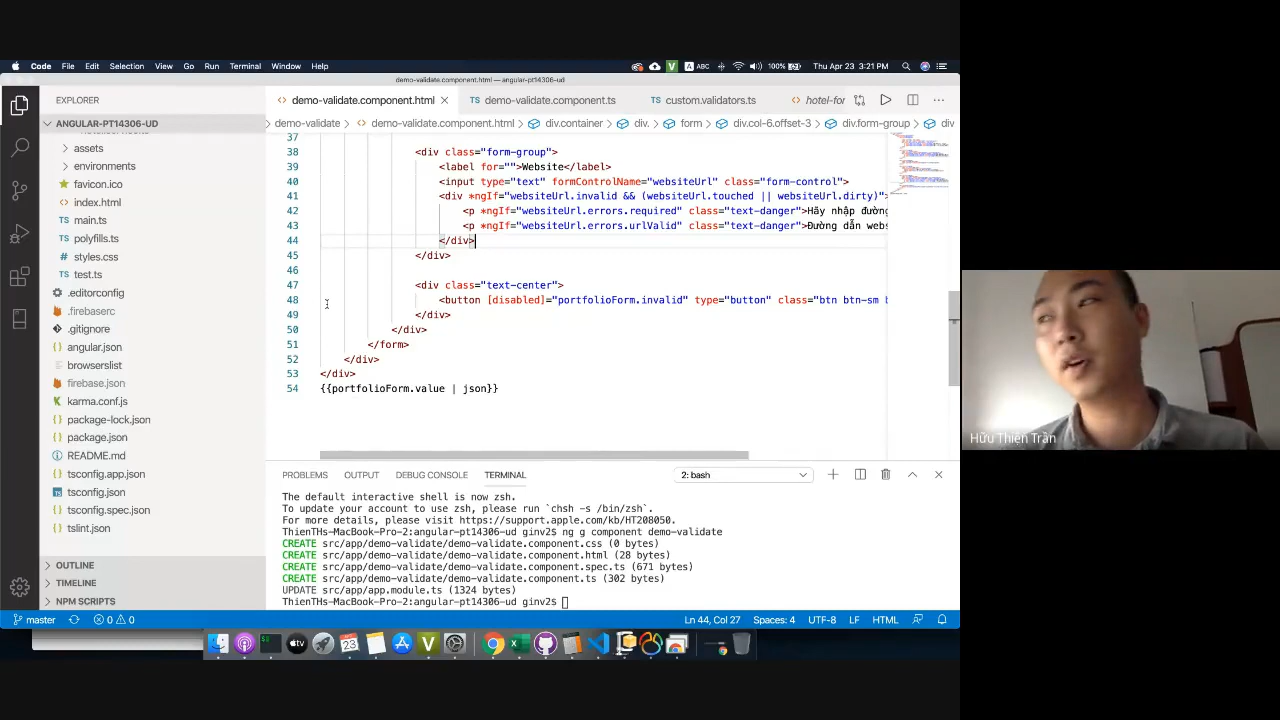 Code File Edit Selection View Go Run Terminal Window Help
V ABC 100% Thu Apr 23 3:21 PM
demo-validate.component.html — angular-pt14306-ud
EXPLORER
demo-validate.component.html
TS demo-validate.component.ts
TS custom.validators.ts
hotel-for
ANGULAR-PT14306-UD
demo-validate > demo-validate.component.html > div.container > div. > form > div.col-6.offset-3 > div.form-group > div
assets
environments
favicon.ico
index.html
TS main.ts
TS polyfills.ts
styles.css
TS test.ts
.editorconfig
.firebaserc
.gitignore
angular.json
browserslist
firebase.json
karma.conf.js
package-lock.json
package.json
README.md
tsconfig.app.json
TS tsconfig.json
tsconfig.spec.json
tslint.json
OUTLINE
TIMELINE
NPM SCRIPTS
37
38 <div class="form-group">
39 <label for="">Website</label>
40 <input type="text" formControlName="websiteUrl" class="form-control">
41 <div *ngIf="websiteUrl.invalid && (websiteUrl.touched || websiteUrl.dirty)">
42 <p *ngIf="websiteUrl.errors.required" class="text-danger">Hãy nhập đường
43 <p *ngIf="websiteUrl.errors.urlValid" class="text-danger">Đường dẫn webs
44 </div>
45 </div>
46
47 <div class="text-center">
48 <button [disabled]="portfolioForm.invalid" type="button" class="btn btn-sm b
49 </div>
50 </div>
51 </form>
52 </div>
53 </div>
54 {{portfolioForm.value | json}}
PROBLEMS OUTPUT DEBUG CONSOLE TERMINAL 2: bash
The default interactive shell is now zsh.
To update your account to use zsh, please run `chsh -s /bin/zsh`.
For more details, please visit https://support.apple.com/kb/HT208050.
ThienTHs-MacBook-Pro-2:angular-pt14306-ud ginv2$ ng g component demo-validate
CREATE src/app/demo-validate/demo-validate.component.css (0 bytes)
CREATE src/app/demo-validate/demo-validate.component.html (28 bytes)
CREATE src/app/demo-validate/demo-validate.component.spec.ts (671 bytes)
CREATE src/app/demo-validate/demo-validate.component.ts (302 bytes)
UPDATE src/app/app.module.ts (1324 bytes)
ThienTHs-MacBook-Pro-2:angular-pt14306-ud ginv2$
master 0 0 Ln 44, Col 27 Spaces: 4 UTF-8 LF HTML
Hữu Thiện Trần